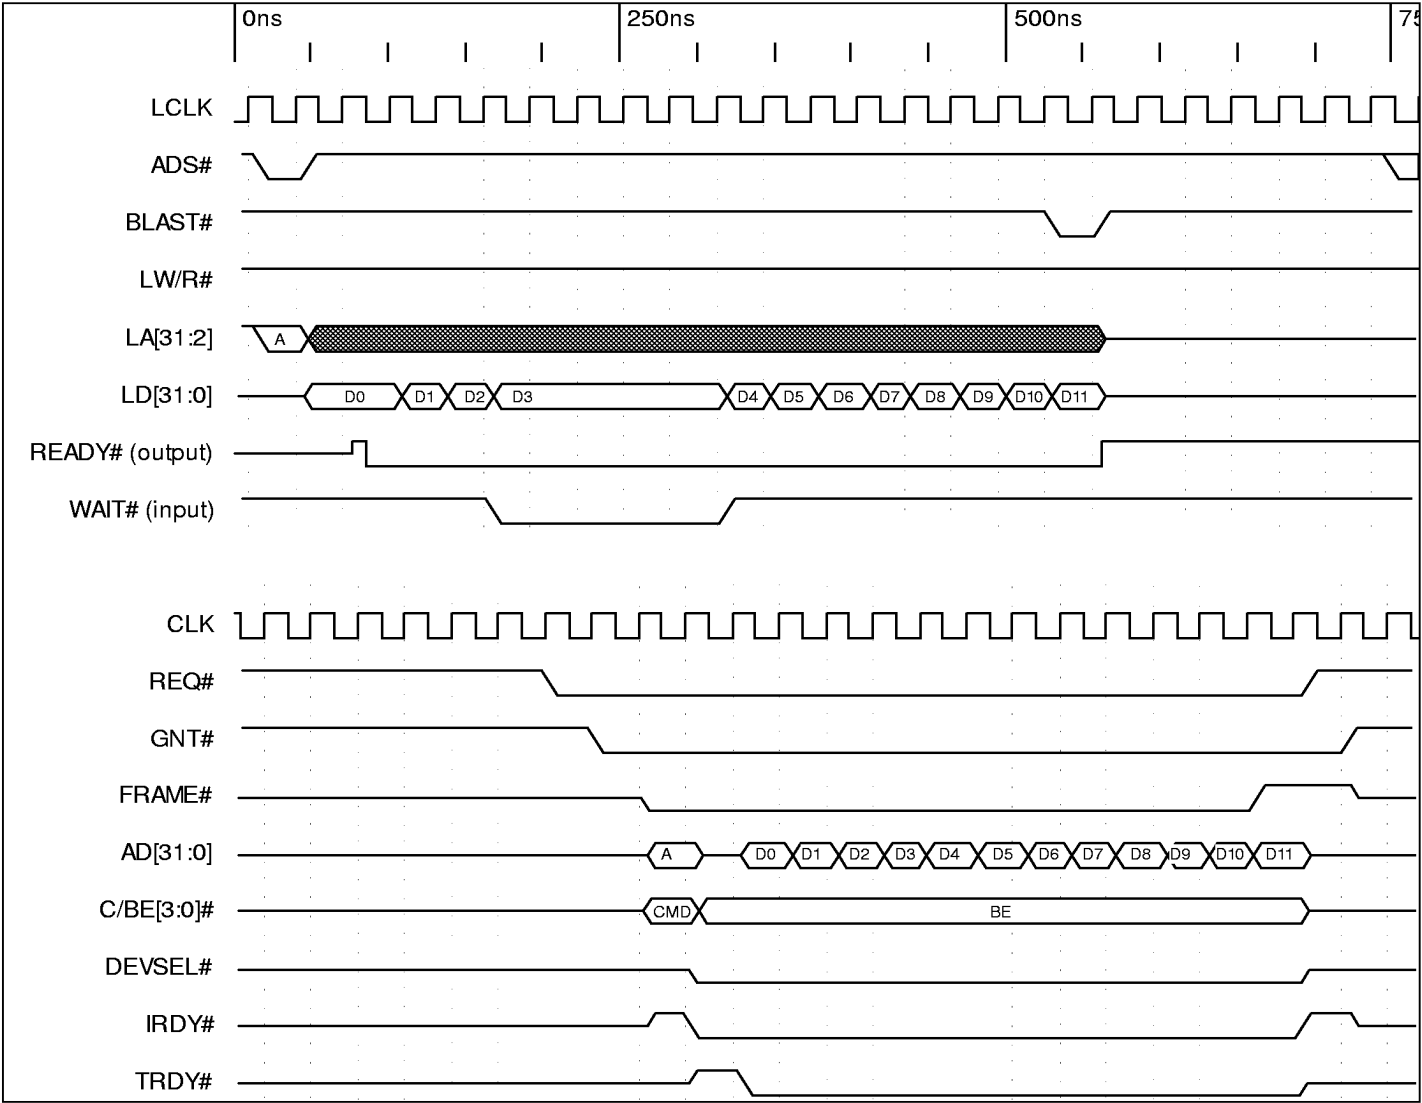 0ns 250ns 500ns 75
LCLK
ADS#
BLAST#
LW/R#
LA[31:2] A
LD[31:0] D0 D1 D2 D3 D4 D5 D6 D7 D8 D9 D10 D11
READY# (output)
WAIT# (input)
CLK
REQ#
GNT#
FRAME#
AD[31:0] A D0 D1 D2 D3 D4 D5 D6 D7 D8 D9 D10 D11
C/BE[3:0]# CMD BE
DEVSEL#
IRDY#
TRDY#